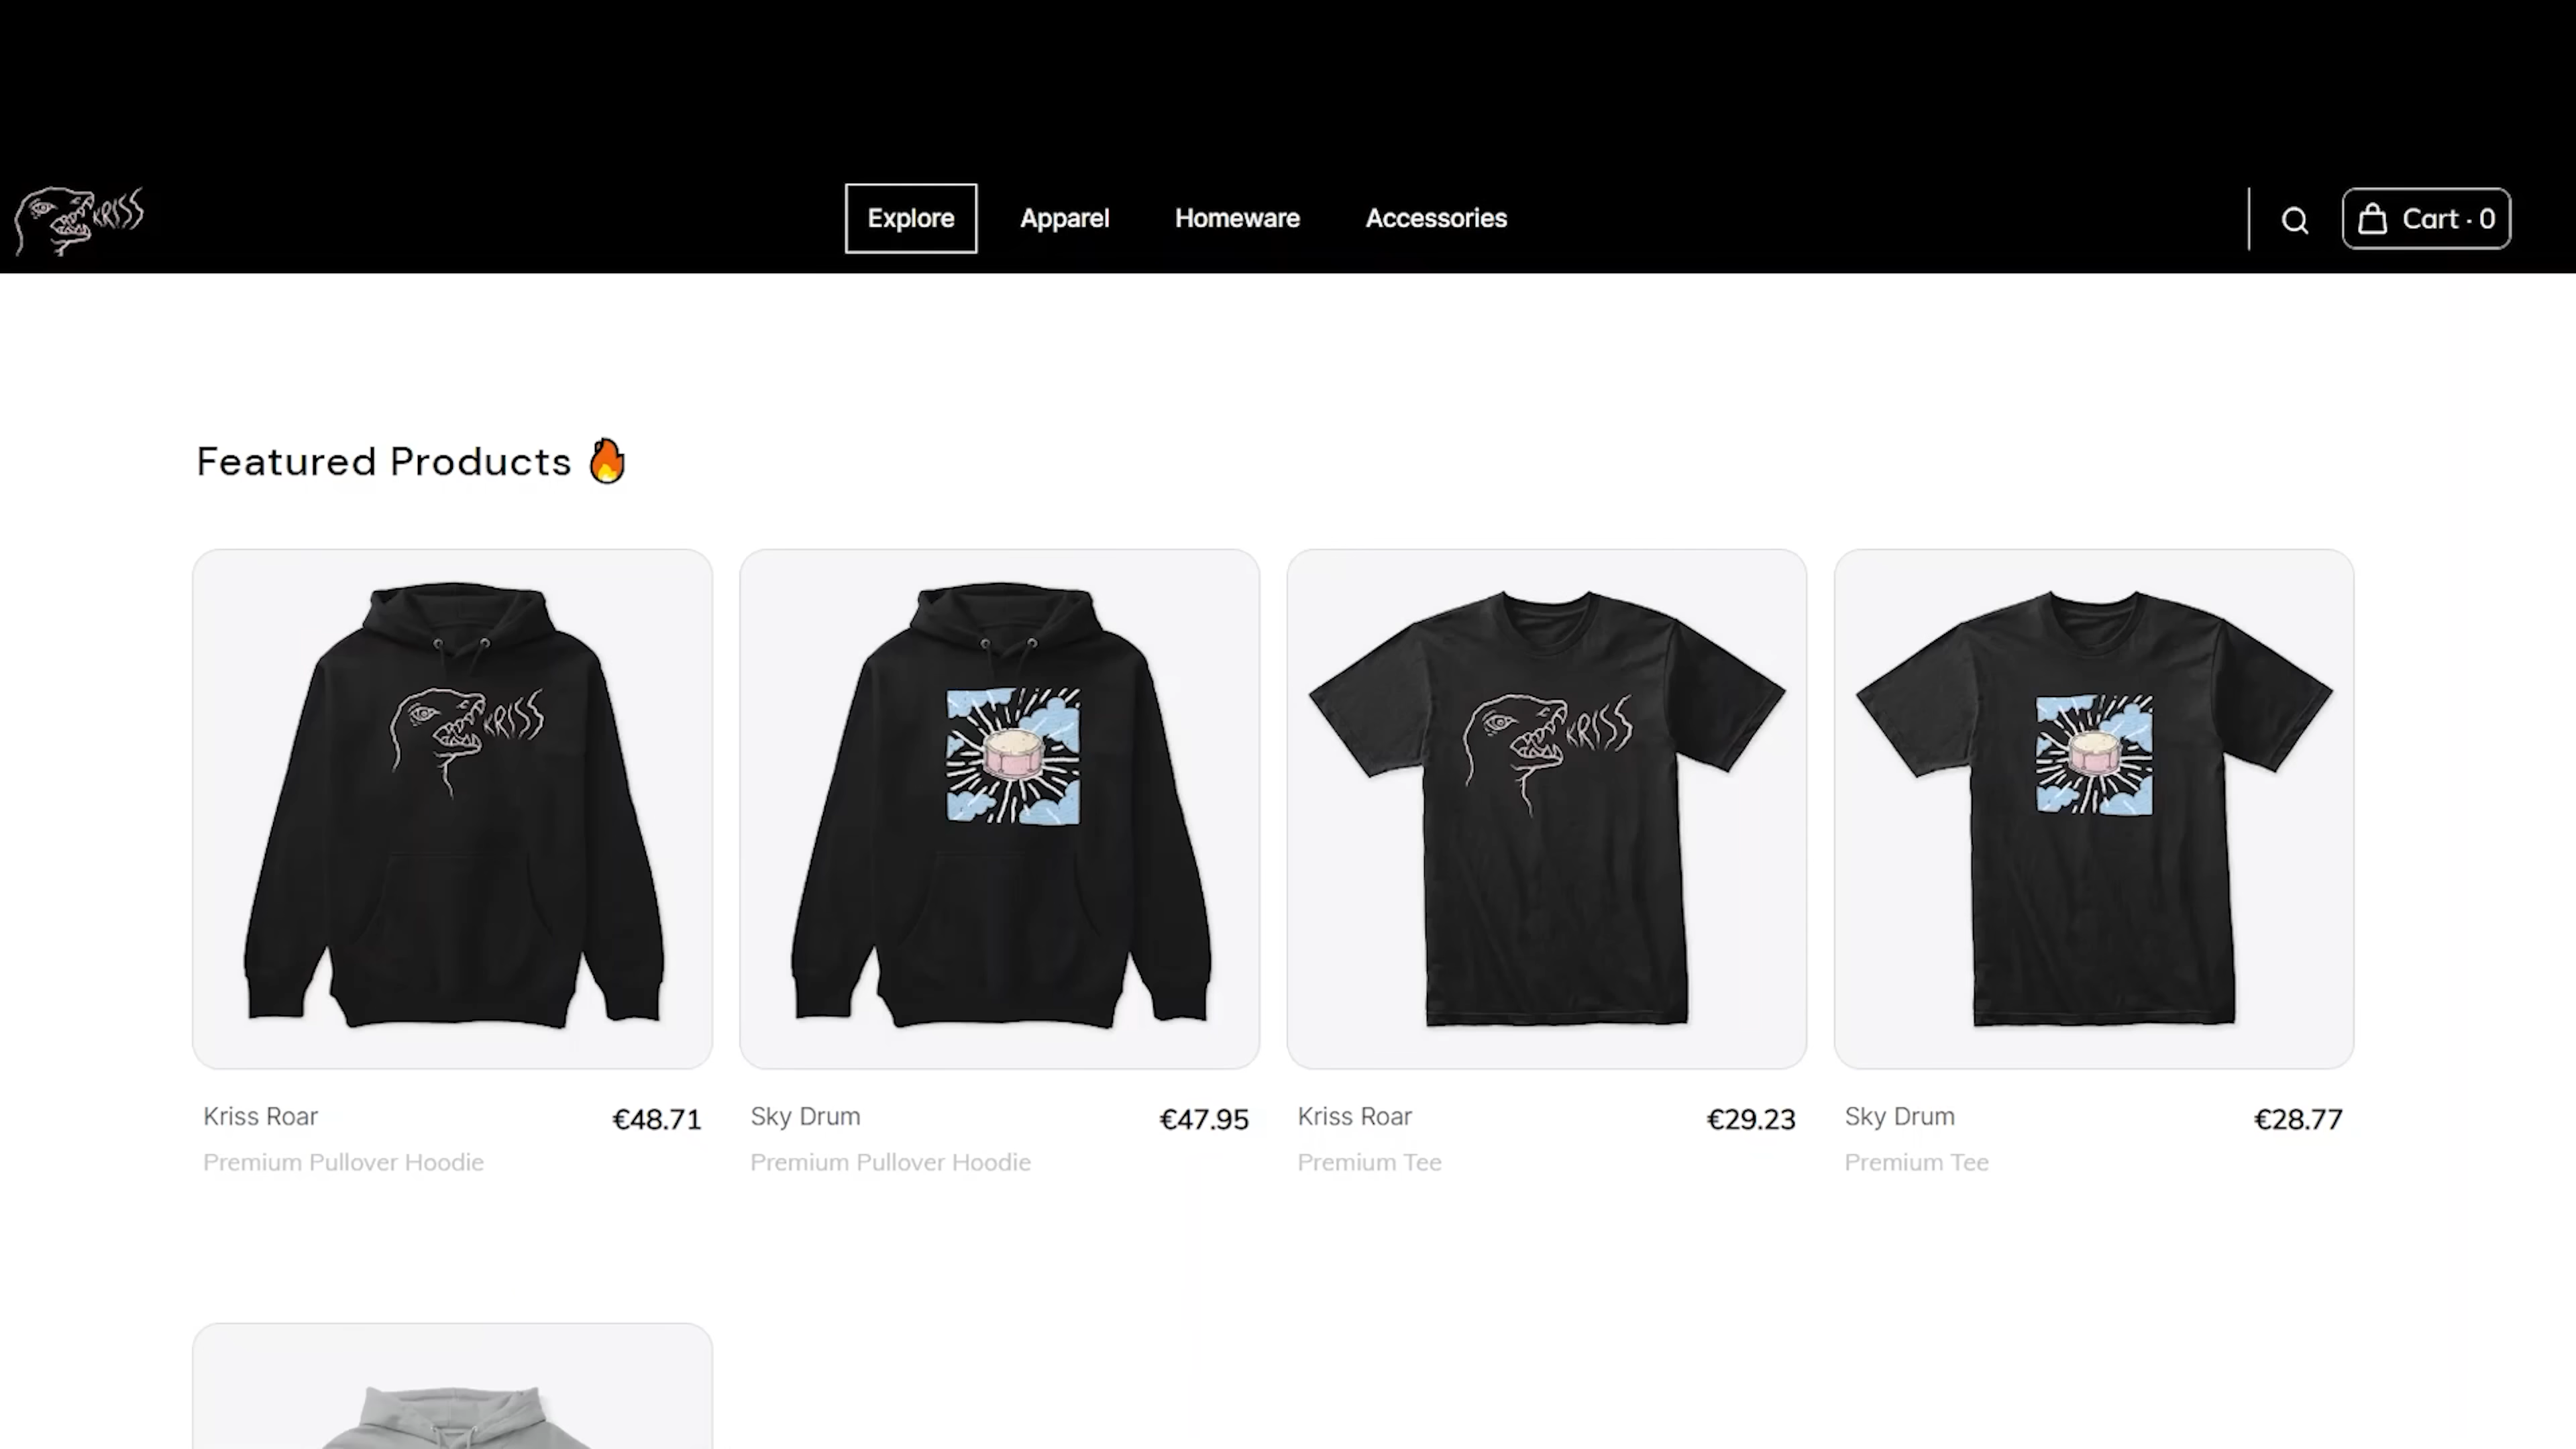 KRISS
Explore Apparel Homeware Accessories Cart · 0
Featured Products 🔥
KRISS
KRISS
Kriss Roar €48.71 Sky Drum €47.95 Kriss Roar €29.23 Sky Drum €28.77
Premium Pullover Hoodie Premium Pullover Hoodie Premium Tee Premium Tee